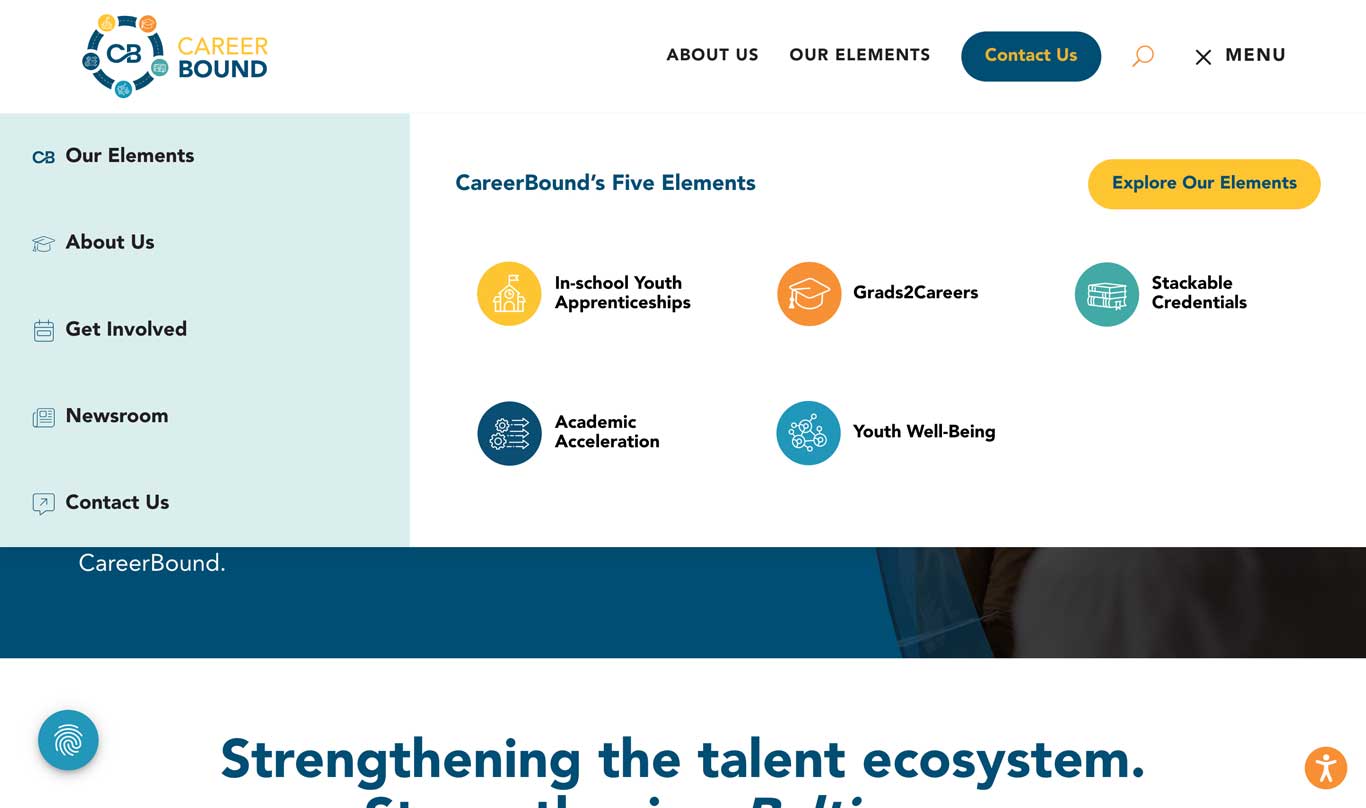 CB
CAREER
BOUND
ABOUT US
OUR ELEMENTS
Contact Us
MENU
CB Our Elements
About Us
Get Involved
Newsroom
Contact Us
CareerBound’s Five Elements
Explore Our Elements
In-school Youth
Apprenticeships
Grads2Careers
Stackable
Credentials
Academic
Acceleration
Youth Well-Being
CareerBound.
Strengthening the talent ecosystem.